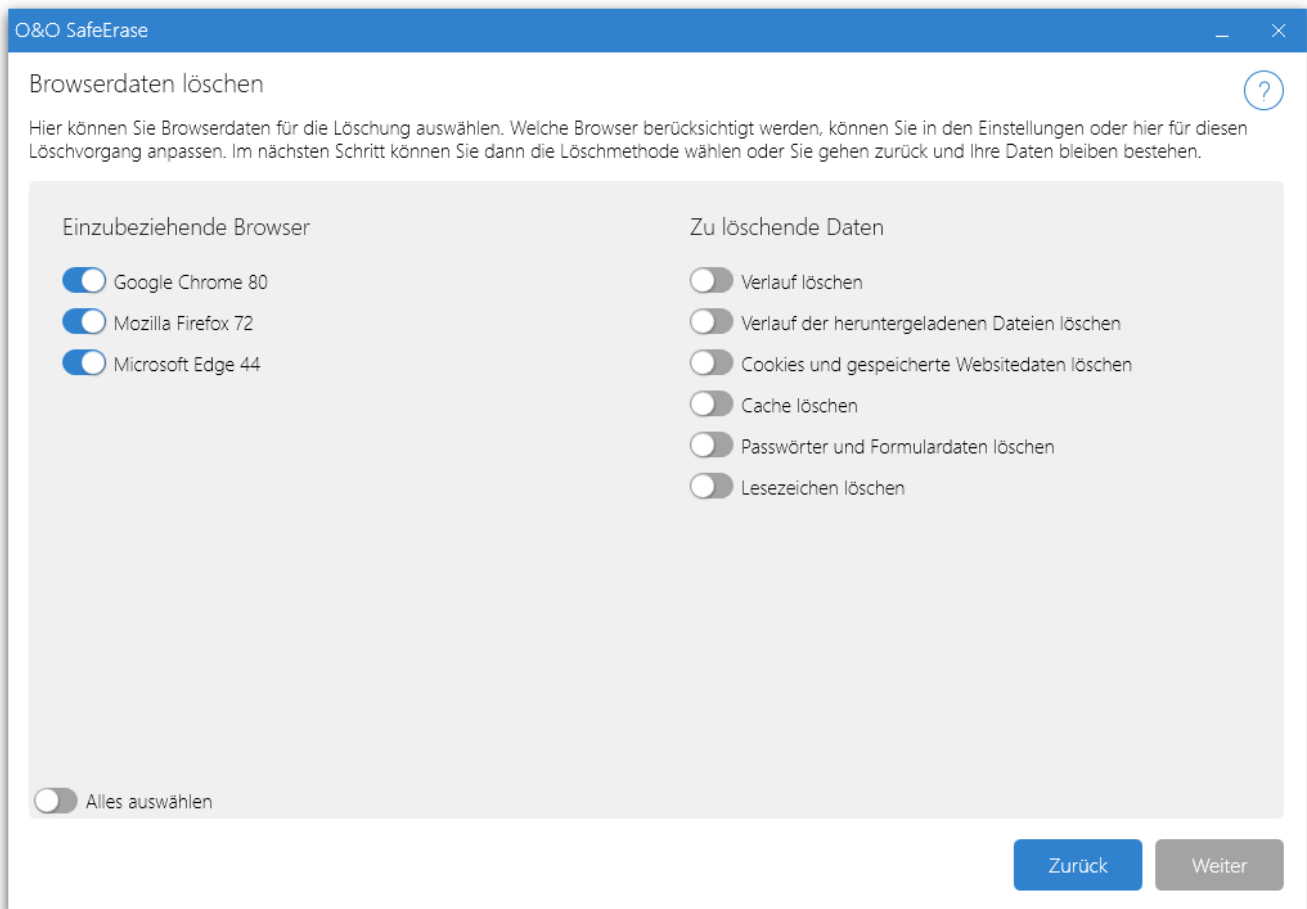 O&O SafeErase
Browserdaten löschen
?
Hier können Sie Browserdaten für die Löschung auswählen. Welche Browser berücksichtigt werden, können Sie in den Einstellungen oder hier für diesen
Löschvorgang anpassen. Im nächsten Schritt können Sie dann die Löschmethode wählen oder Sie gehen zurück und Ihre Daten bleiben bestehen.
Einzubeziehende Browser
Google Chrome 80
Mozilla Firefox 72
Microsoft Edge 44
Zu löschende Daten
Verlauf löschen
Verlauf der heruntergeladenen Dateien löschen
Cookies und gespeicherte Websitedaten löschen
Cache löschen
Passwörter und Formulardaten löschen
Lesezeichen löschen
Alles auswählen
Zurück
Weiter